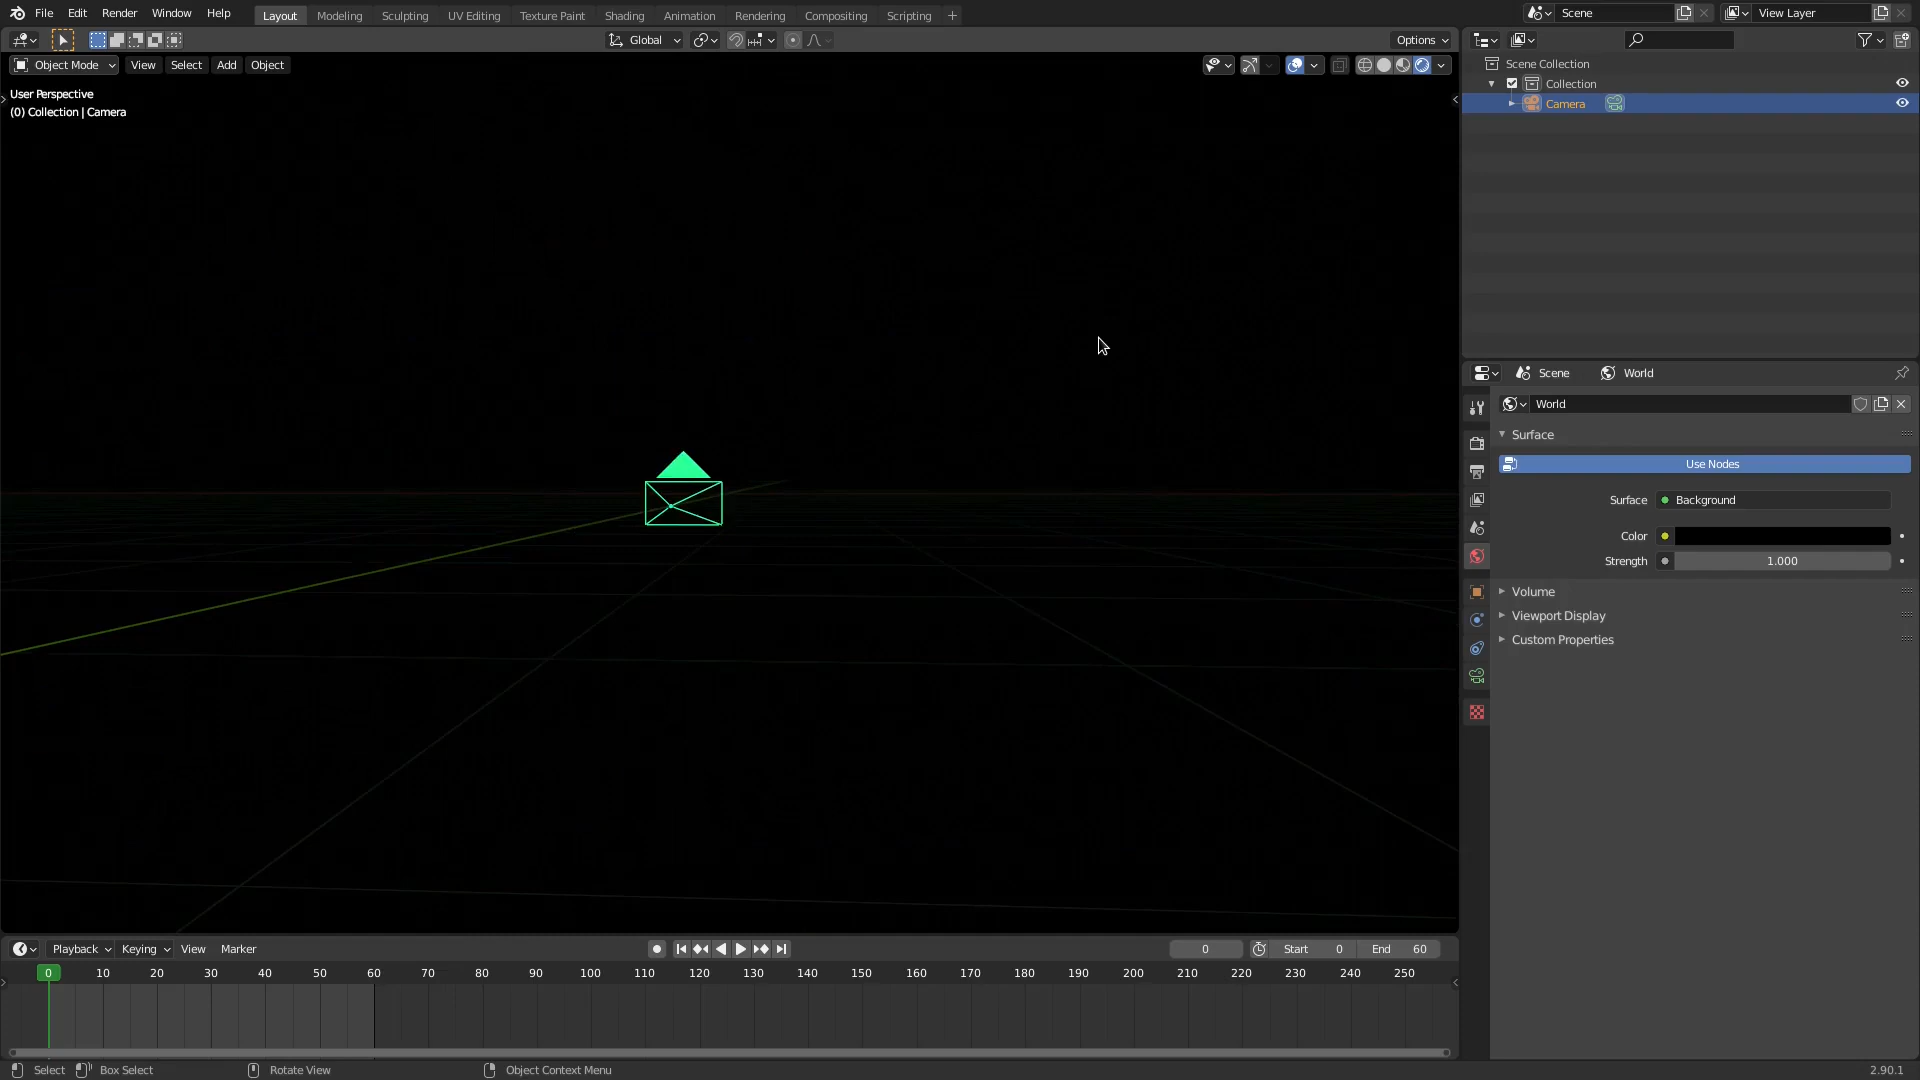 File Edit Render Window Help Layout Modeling Sculpting UV Editing Texture Paint Shading Animation Rendering Compositing Scripting Scene View Layer
Global Options
Object Mode View Select Add Object
User Perspective
(0) Collection | Camera
Scene Collection
Collection
Camera
Scene World
World
Surface
Use Nodes
Surface Background
Color
Strength 1.000
Volume
Viewport Display
Custom Properties
Playback Keying View Marker 0 Start 0 End 60
0 10 20 30 40 50 60 70 80 90 100 110 120 130 140 150 160 170 180 190 200 210 220 230 240 250
Select Box Select Rotate View Object Context Menu 2.90.1